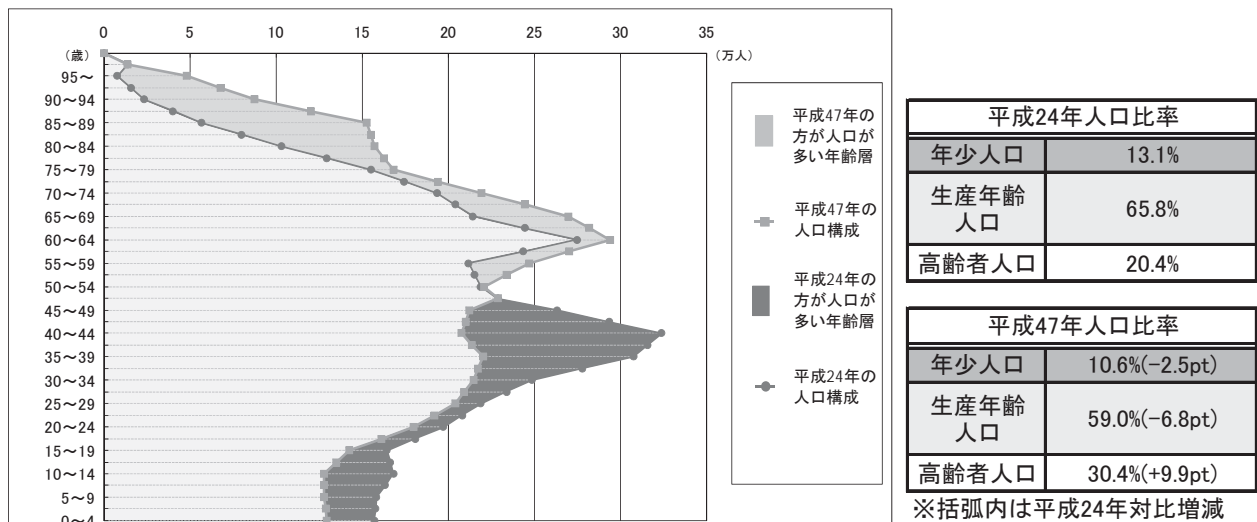 0 5 10 15 20 25 30 35
(歳) (万人)
95～
90～94
85～89
80～84
75～79
70～74
65～69
60～64
55～59
50～54
45～49
40～44
35～39
30～34
25～29
20～24
15～19
10～14
5～9
0～4
平成47年の
方が人口が
多い年齢層
平成47年の
人口構成
平成24年の
方が人口が
多い年齢層
平成24年の
人口構成
平成24年人口比率
年少人口 13.1%
生産年齢
人口 65.8%
高齢者人口 20.4%
平成47年人口比率
年少人口 10.6%(−2.5pt)
生産年齢
人口 59.0%(−6.8pt)
高齢者人口 30.4%(+9.9pt)
※括弧内は平成24年対比増減